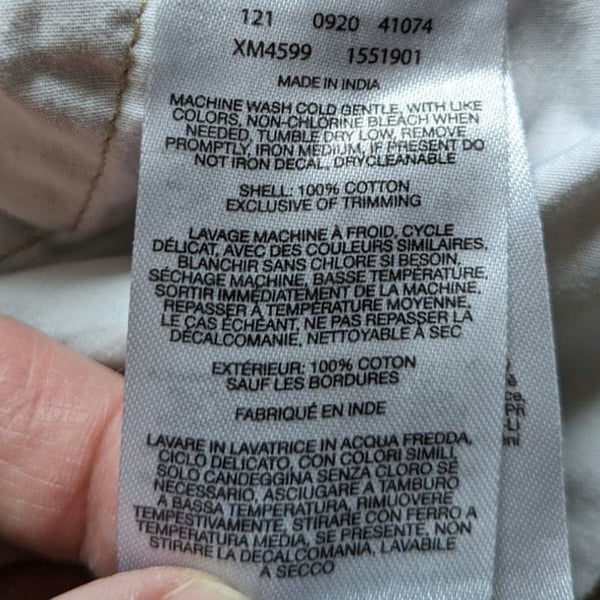 121 0920 41074
XM4599 1551901
MADE IN INDIA
MACHINE WASH COLD GENTLE, WITH LIKE
COLORS, NON-CHLORINE BLEACH WHEN
NEEDED, TUMBLE DRY LOW, REMOVE
PROMPTLY, IRON MEDIUM, IF PRESENT DO
NOT IRON DECAL, DRYCLEANABLE
SHELL: 100% COTTON
EXCLUSIVE OF TRIMMING
LAVAGE MACHINE À FROID, CYCLE
DÉLICAT, AVEC DES COULEURS SIMILAIRES,
BLANCHIR SANS CHLORE SI BESOIN,
SÉCHAGE MACHINE, BASSE TEMPÉRATURE,
SORTIR IMMÉDIATEMENT DE LA MACHINE,
REPASSER À TEMPÉRATURE MOYENNE,
LE CAS ÉCHÉANT, NE PAS REPASSER LA
DÉCALCOMANIE, NETTOYABLE À SEC
EXTÉRIEUR: 100% COTON
SAUF LES BORDURES
FABRIQUÉ EN INDE
LAVARE IN LAVATRICE IN ACQUA FREDDA,
CICLO DELICATO, CON COLORI SIMILI,
SOLO CANDEGGINA SENZA CLORO SE
NECESSARIO, ASCIUGARE A TAMBURO
A BASSA TEMPERATURA, RIMUOVERE
TEMPESTIVAMENTE, STIRARE CON FERRO A
TEMPERATURA MEDIA, SE PRESENTE, NON
STIRARE LA DECALCOMANIA, LAVABILE
A SECCO